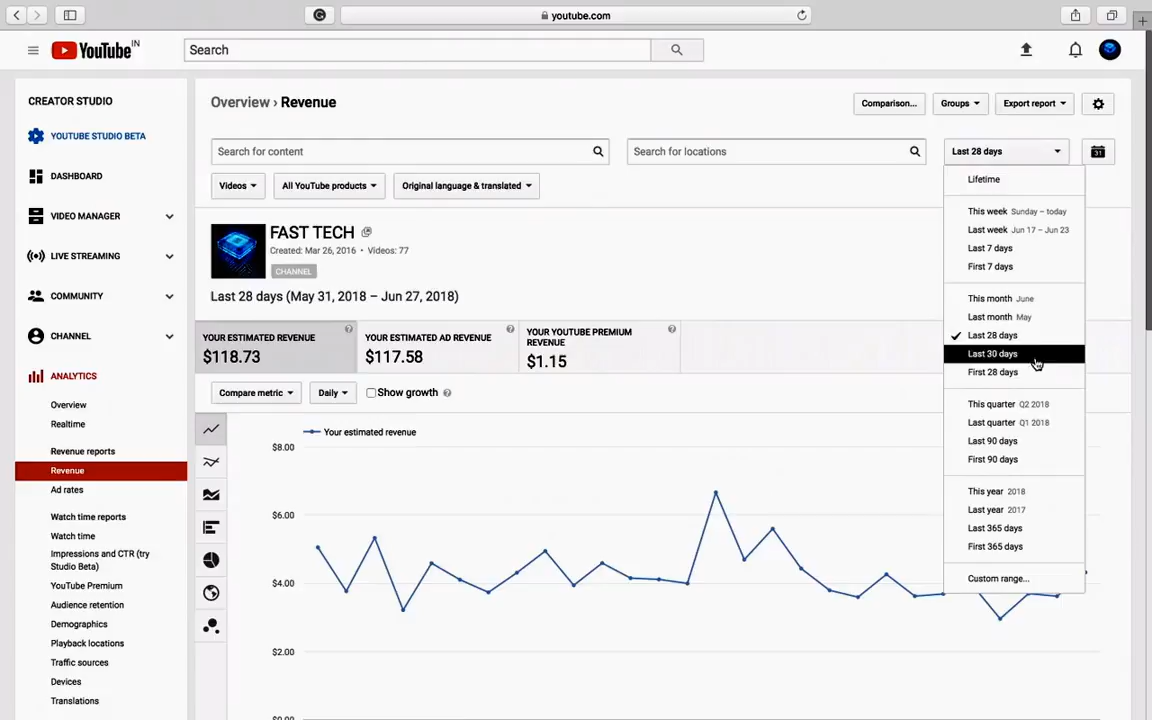 youtube.com
YouTube IN
Search
CREATOR STUDIO
YOUTUBE STUDIO BETA
DASHBOARD
VIDEO MANAGER
LIVE STREAMING
COMMUNITY
CHANNEL
ANALYTICS
Overview
Realtime
Revenue reports
Revenue
Ad rates
Watch time reports
Watch time
Impressions and CTR (try
Studio Beta)
YouTube Premium
Audience retention
Demographics
Playback locations
Traffic sources
Devices
Translations
Overview › Revenue
Comparison...
Groups
Export report
Search for content
Search for locations
Last 28 days
31
Videos
All YouTube products
Original language & translated
FAST TECH
Created: Mar 26, 2016 • Videos: 77
CHANNEL
Last 28 days (May 31, 2018 – Jun 27, 2018)
YOUR ESTIMATED REVENUE ?
$118.73
YOUR ESTIMATED AD REVENUE ?
$117.58
YOUR YOUTUBE PREMIUM ?
REVENUE
$1.15
Compare metric
Daily
Show growth ?
Your estimated revenue
$8.00
$6.00
$4.00
$2.00
$0.00
Lifetime
This week Sunday – today
Last week Jun 17 – Jun 23
Last 7 days
First 7 days
This month June
Last month May
Last 28 days
Last 30 days
First 28 days
This quarter Q2 2018
Last quarter Q1 2018
Last 90 days
First 90 days
This year 2018
Last year 2017
Last 365 days
First 365 days
Custom range...